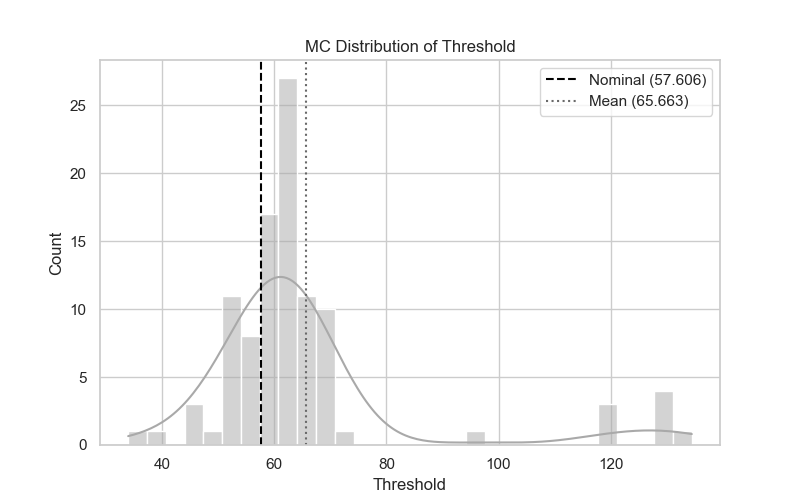 MC Distribution of Threshold
Nominal (57.606)
Mean (65.663)
25
20
15
10
5
0
Count
40
60
80
100
120
Threshold